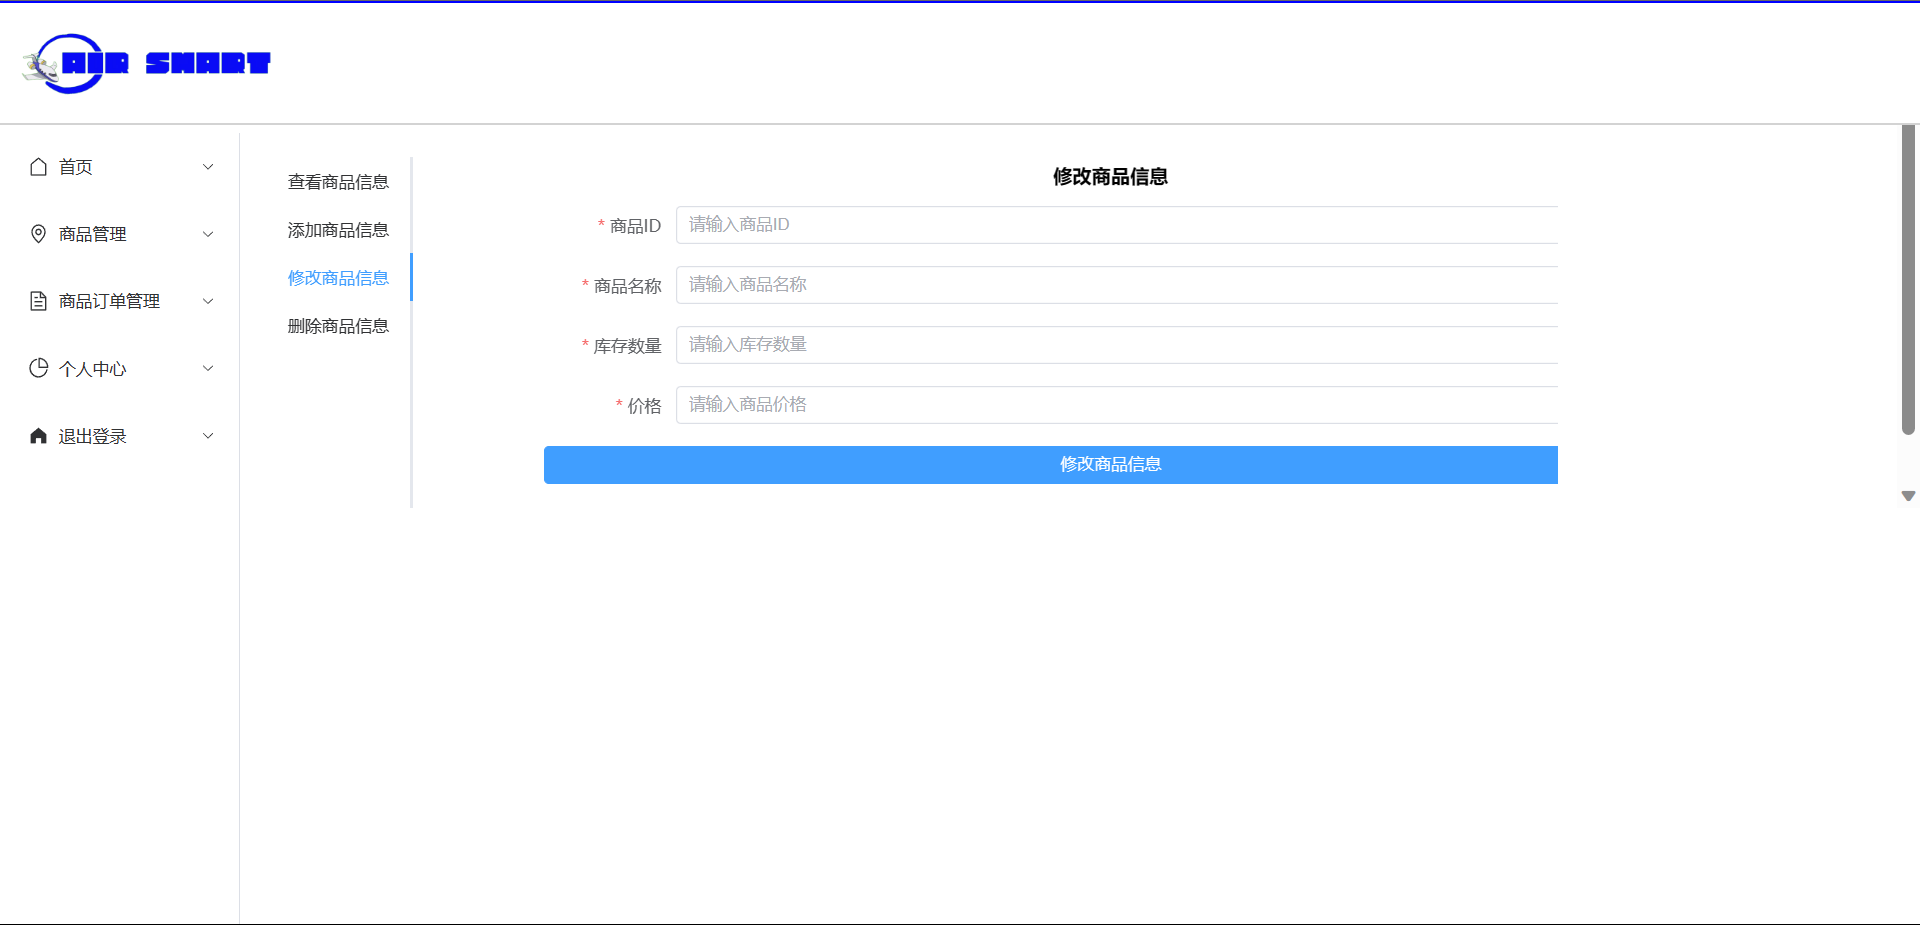 AIR SMART
首页
商品管理
商品订单管理
个人中心
退出登录
查看商品信息
添加商品信息
修改商品信息
删除商品信息
修改商品信息
* 商品ID 请输入商品ID
* 商品名称 请输入商品名称
* 库存数量 请输入库存数量
* 价格 请输入商品价格
修改商品信息